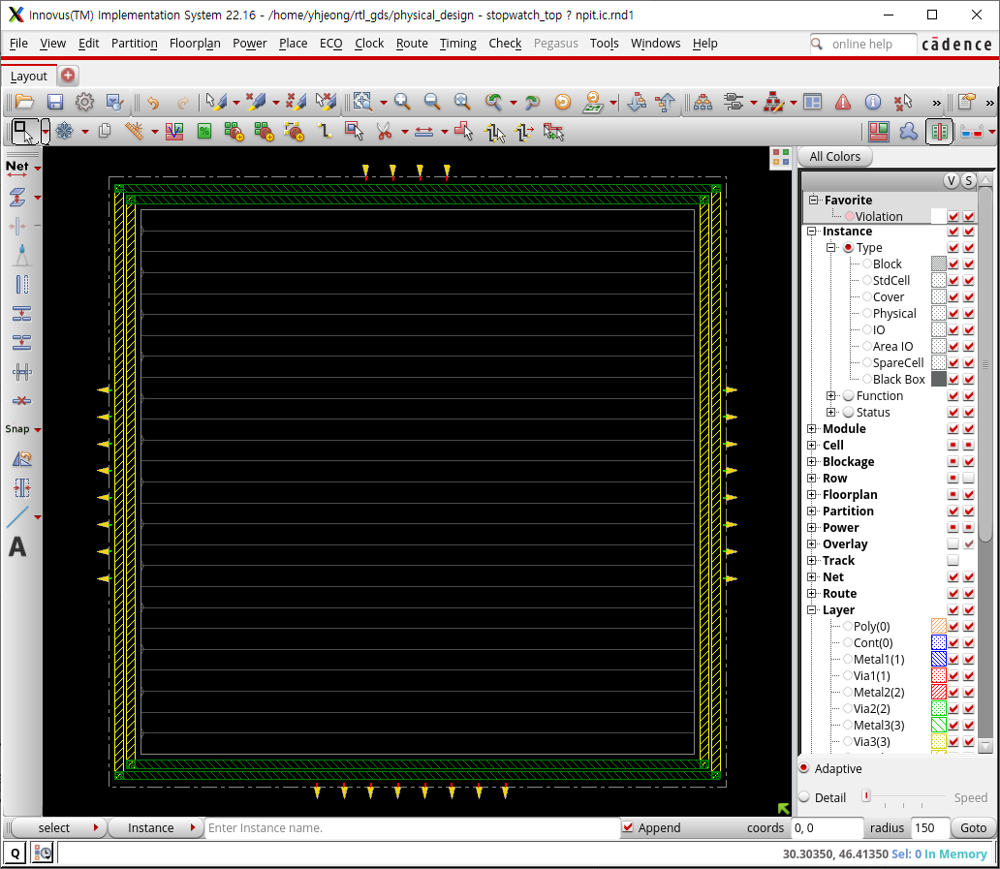 Innovus(TM) Implementation System 22.16 - /home/yhjeong/rtl_gds/physical_design - stopwatch_top ? npit.ic.rnd1
File View Edit Partition Floorplan Power Place ECO Clock Route Timing Check Pegasus Tools Windows Help
online help
cādence
Layout
»
»
Net
Snap
A
All Colors
V S
Favorite
Violation
Instance
Type
Block
StdCell
Cover
Physical
IO
Area IO
SpareCell
Black Box
Function
Status
Module
Cell
Blockage
Row
Floorplan
Partition
Power
Overlay
Track
Net
Route
Layer
Poly(0)
Cont(0)
Metal1(1)
Via1(1)
Metal2(2)
Via2(2)
Metal3(3)
Via3(3)
Adaptive
Detail
Speed
select Instance Enter Instance name. Append coords 0, 0 radius 150 Goto
Q
30.30350, 46.41350 Sel: 0 In Memory